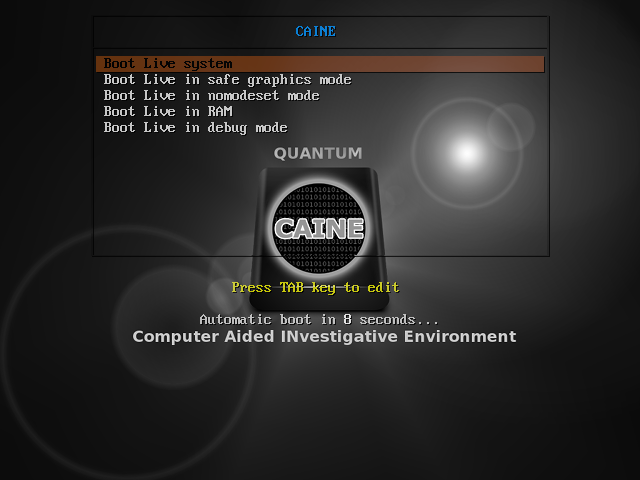 CAINE
Boot Live system
Boot Live in safe graphics mode
Boot Live in nomodeset mode
Boot Live in RAM
Boot Live in debug mode
QUANTUM
CAINE
Press TAB key to edit
Automatic boot in 8 seconds...
Computer Aided INvestigative Environment